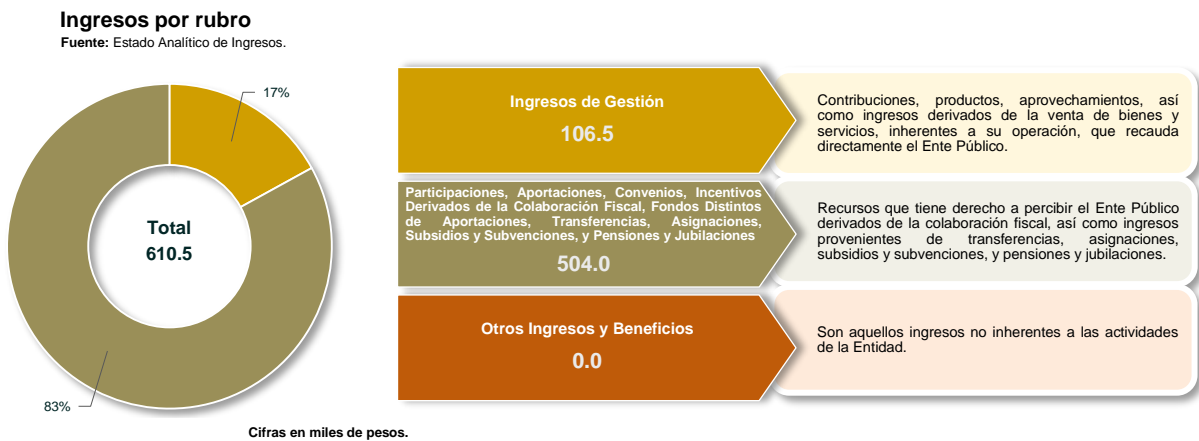 Ingresos por rubro
Fuente: Estado Analítico de Ingresos.
17%
Total
610.5
83%
Ingresos de Gestión
106.5
Contribuciones, productos, aprovechamientos, así
como ingresos derivados de la venta de bienes y
servicios, inherentes a su operación, que recauda
directamente el Ente Público.
Participaciones, Aportaciones, Convenios, Incentivos
Derivados de la Colaboración Fiscal, Fondos Distintos
de Aportaciones, Transferencias, Asignaciones,
Subsidios y Subvenciones, y Pensiones y Jubilaciones
504.0
Recursos que tiene derecho a percibir el Ente Público
derivados de la colaboración fiscal, así como ingresos
provenientes de transferencias, asignaciones,
subsidios y subvenciones, y pensiones y jubilaciones.
Otros Ingresos y Beneficios
0.0
Son aquellos ingresos no inherentes a las actividades
de la Entidad.
Cifras en miles de pesos.